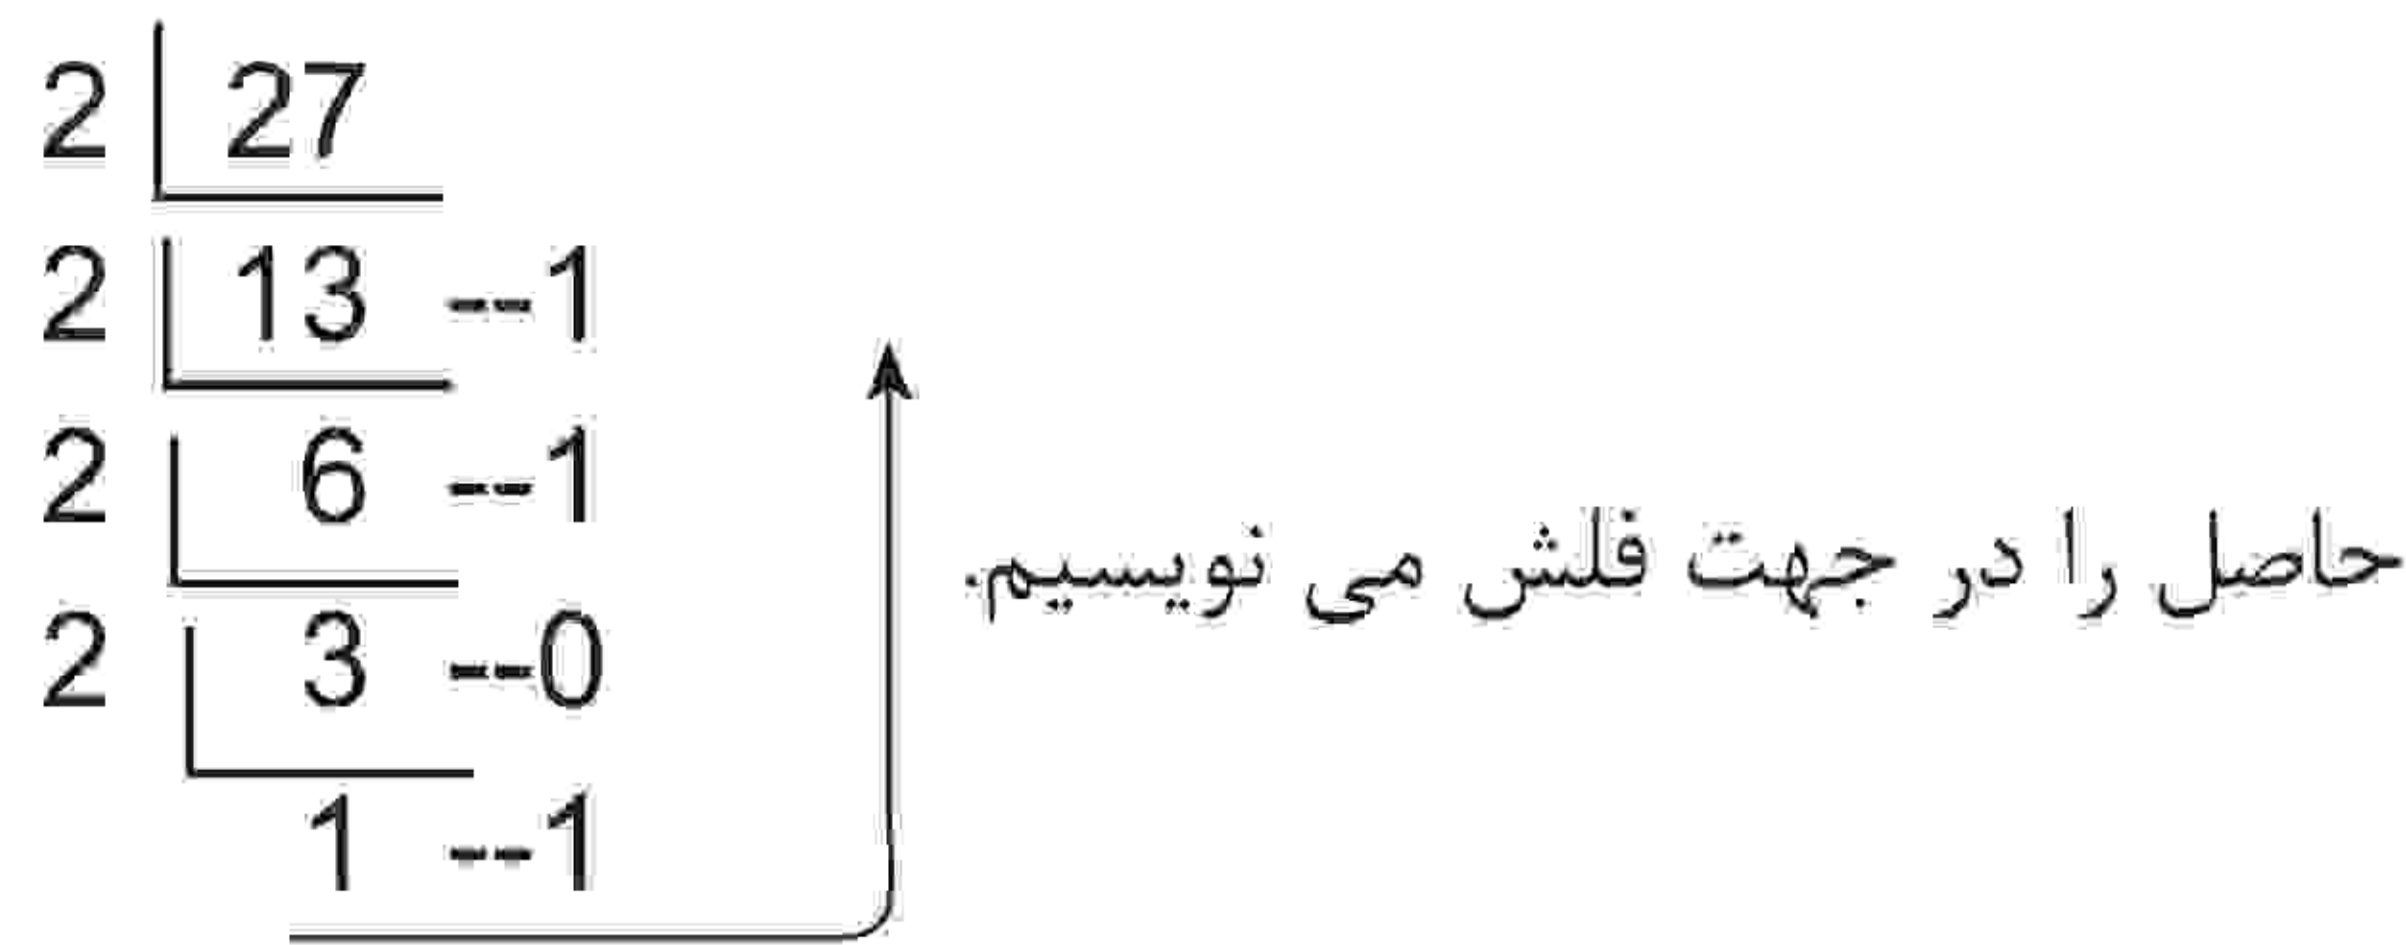 2 27
2 13 --1
2 6 --1
حاصل را در جهت فلش می نویسیم.
2 3 --0
1 --1